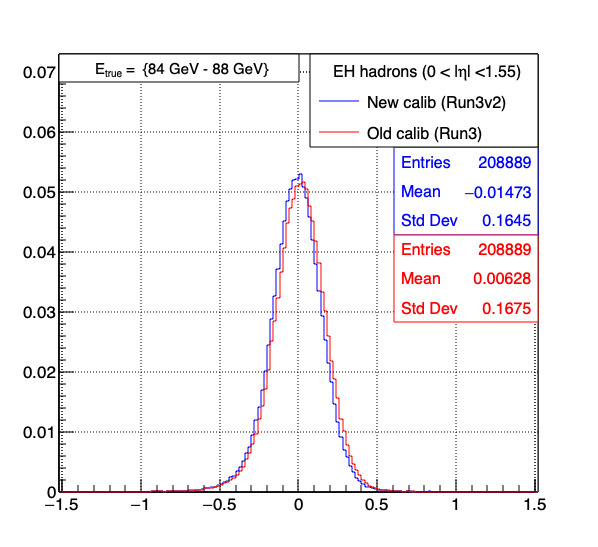 E_true = {84 GeV - 88 GeV}
EH hadrons (0 < |η| <1.55)
New calib (Run3v2)
Old calib (Run3)
Entries 208889
Mean −0.01473
Std Dev 0.1645
Entries 208889
Mean 0.00628
Std Dev 0.1675
0.07
0.06
0.05
0.04
0.03
0.02
0.01
0
−1.5 −1 −0.5 0 0.5 1 1.5